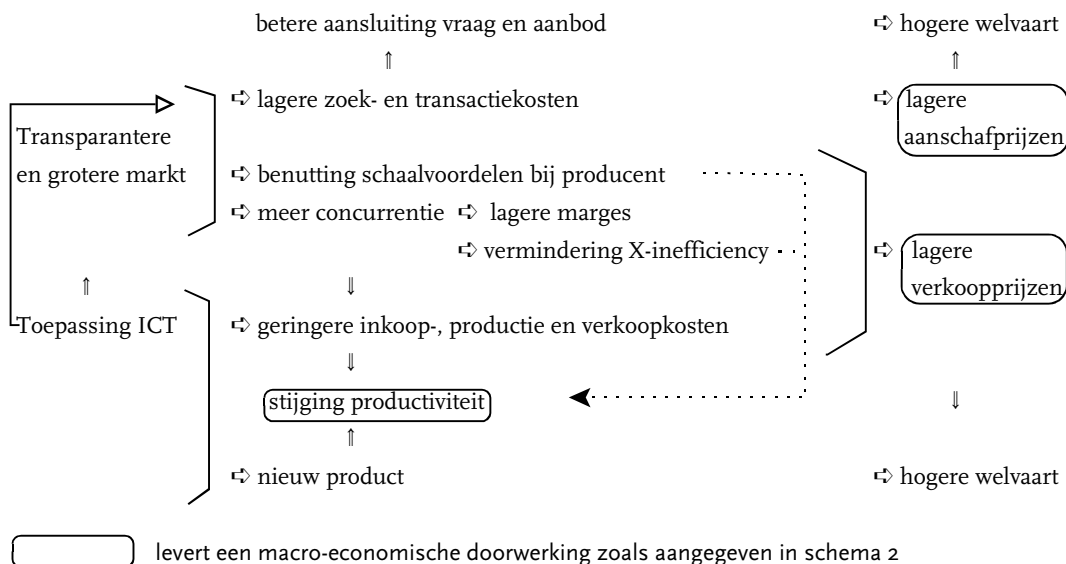 betere aansluiting vraag en aanbod
hogere welvaart
lagere zoek- en transactiekosten
lagere
aanschafprijzen
Transparantere
en grotere markt
benutting schaalvoordelen bij producent
meer concurrentie
lagere marges
vermindering X-inefficiency
lagere
verkoopprijzen
Toepassing ICT
geringere inkoop-, productie en verkoopkosten
stijging productiviteit
nieuw product
hogere welvaart
levert een macro-economische doorwerking zoals aangegeven in schema 2